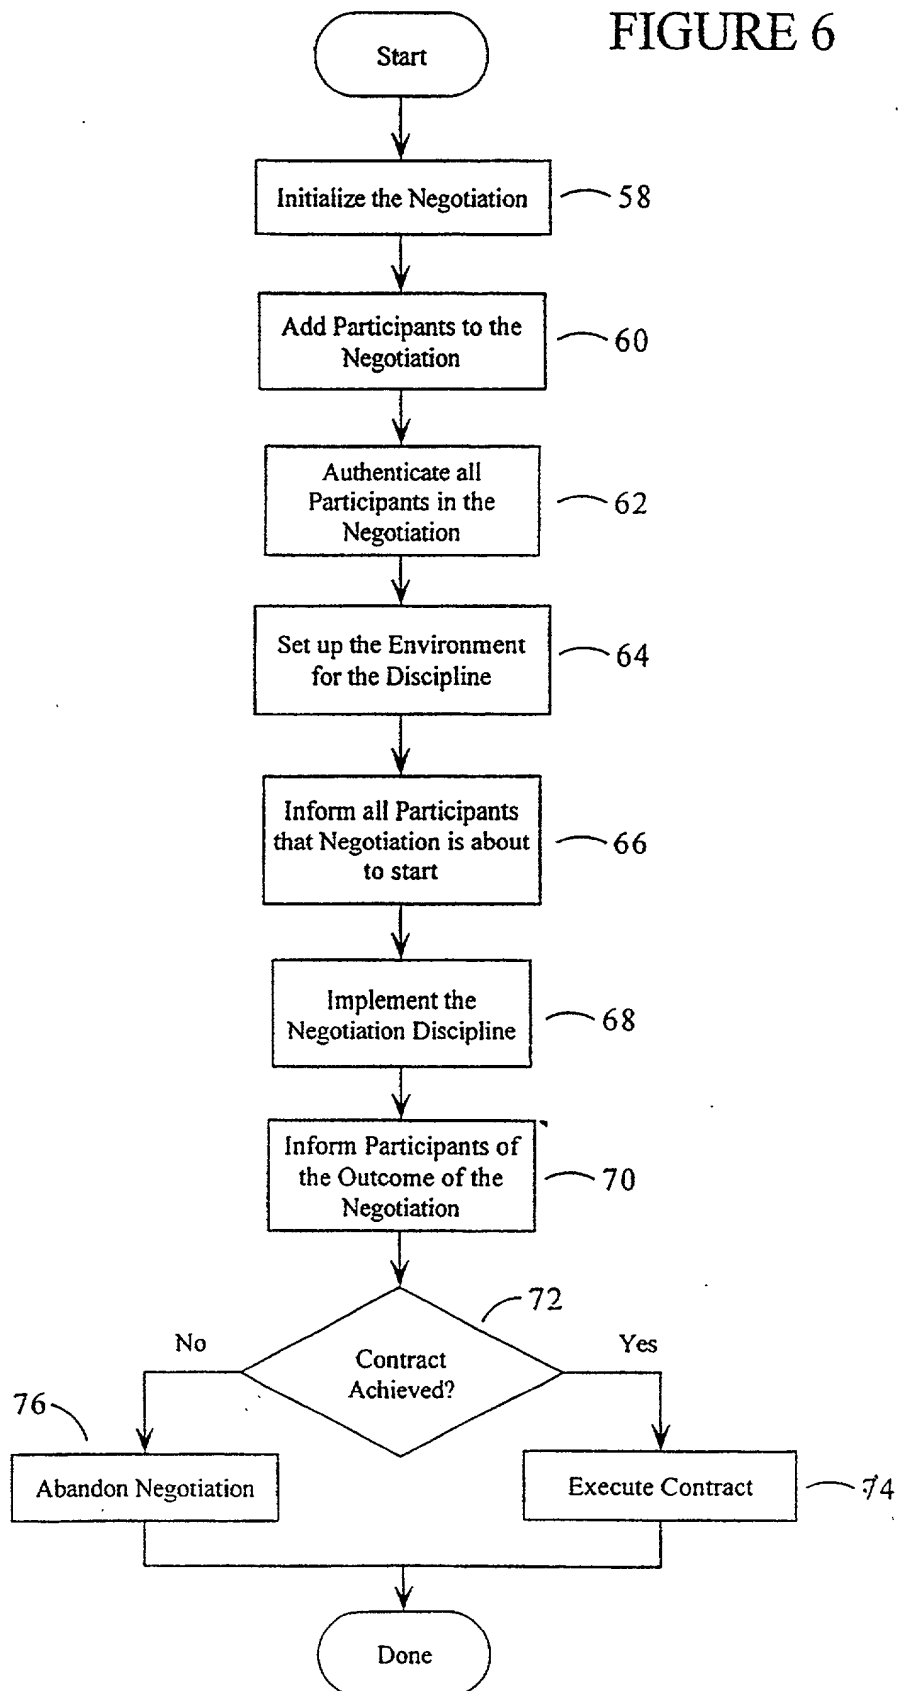 FIGURE 6
Start
Initialize the Negotiation
58
Add Participants to the
Negotiation
60
Authenticate all
Participants in the
Negotiation
62
Set up the Environment
for the Discipline
64
Inform all Participants
that Negotiation is about
to start
66
Implement the
Negotiation Discipline
68
Inform Participants of
the Outcome of the
Negotiation
70
72
No
Yes
Contract
Achieved?
76
Abandon Negotiation
Execute Contract
74
Done